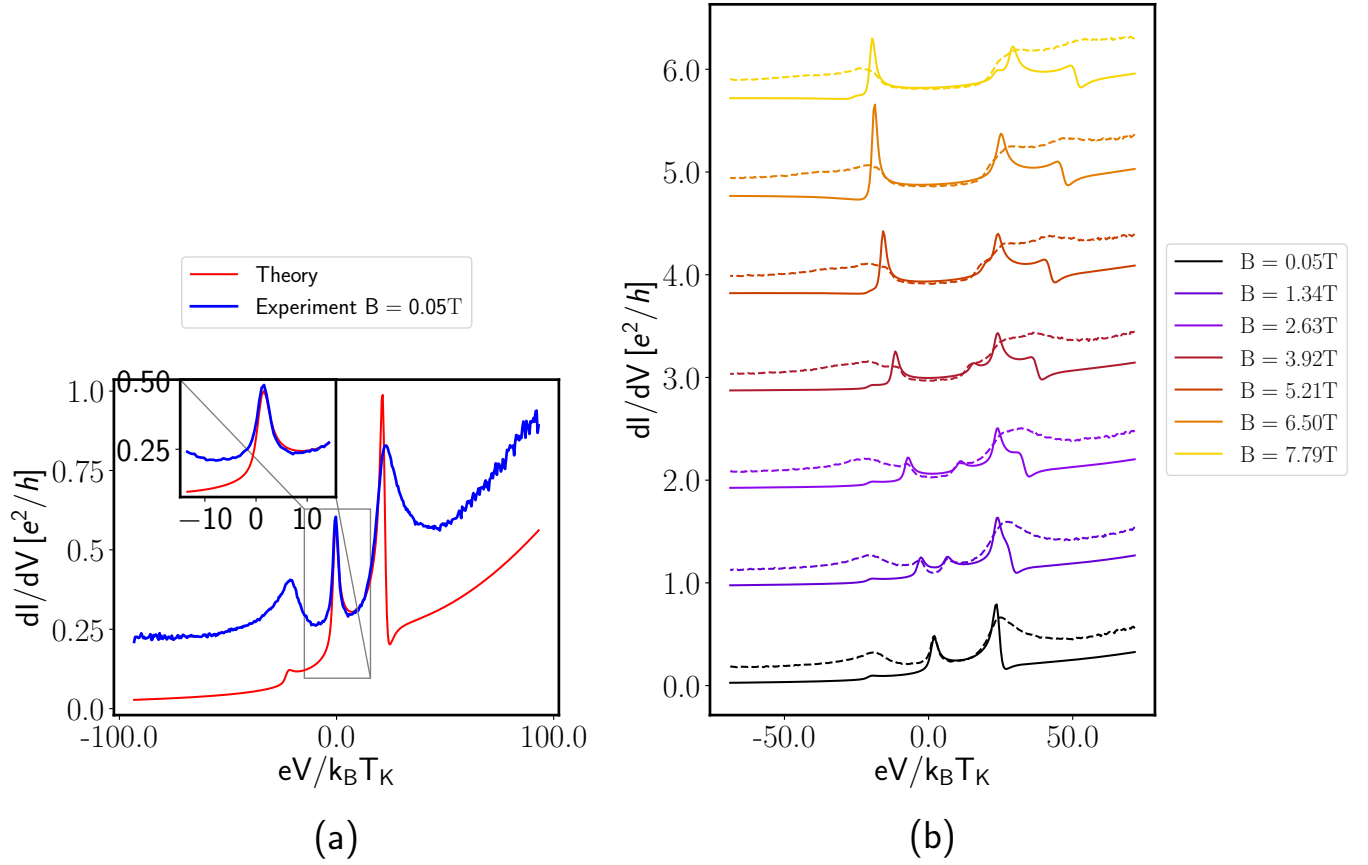 Theory
Experiment B = 0.05T
dI/dV [e²/h]
1.0
0.75
0.5
0.25
0.0
0.50
0.25
−10
0
10
-100.0
0.0
100.0
eV/k_BT_K
(a)
dI/dV [e²/h]
6.0
5.0
4.0
3.0
2.0
1.0
0.0
-50.0
0.0
50.0
eV/k_BT_K
(b)
B = 0.05T
B = 1.34T
B = 2.63T
B = 3.92T
B = 5.21T
B = 6.50T
B = 7.79T